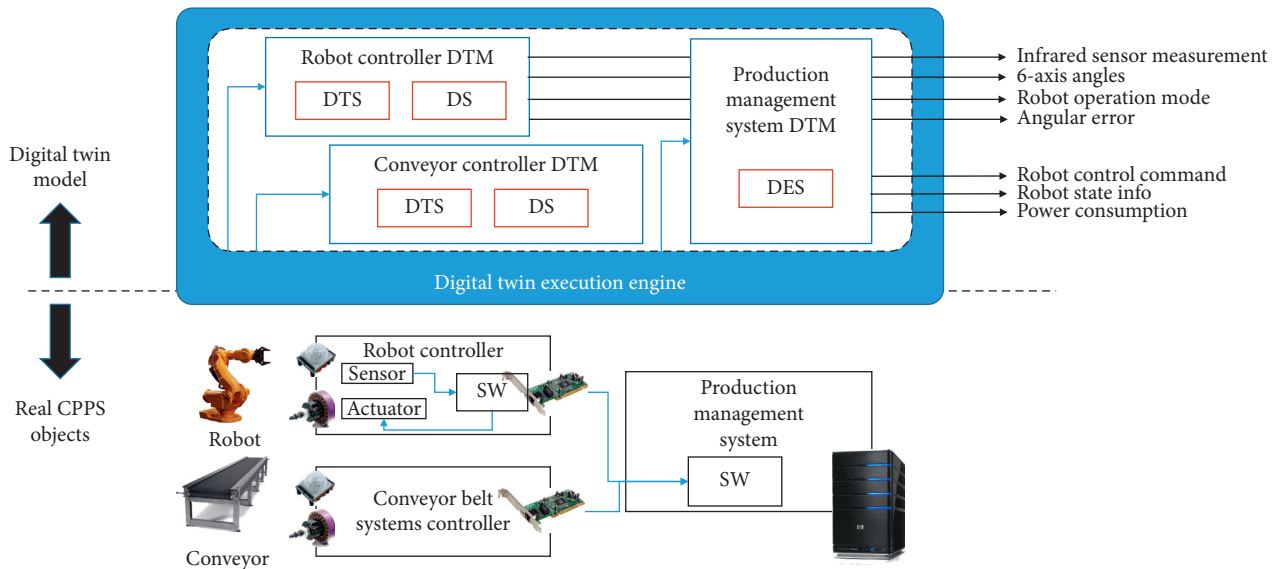 Robot controller DTM
DTS
DS
Conveyor controller DTM
DTS
DS
Production
management
system DTM
DES
Infrared sensor measurement
6-axis angles
Robot operation mode
Angular error
Robot control command
Robot state info
Power consumption
Digital twin
model
Digital twin execution engine
Real CPPS
objects
Robot
Conveyor
Robot controller
Sensor
Actuator
SW
Conveyor belt
systems controller
Production
management
system
SW